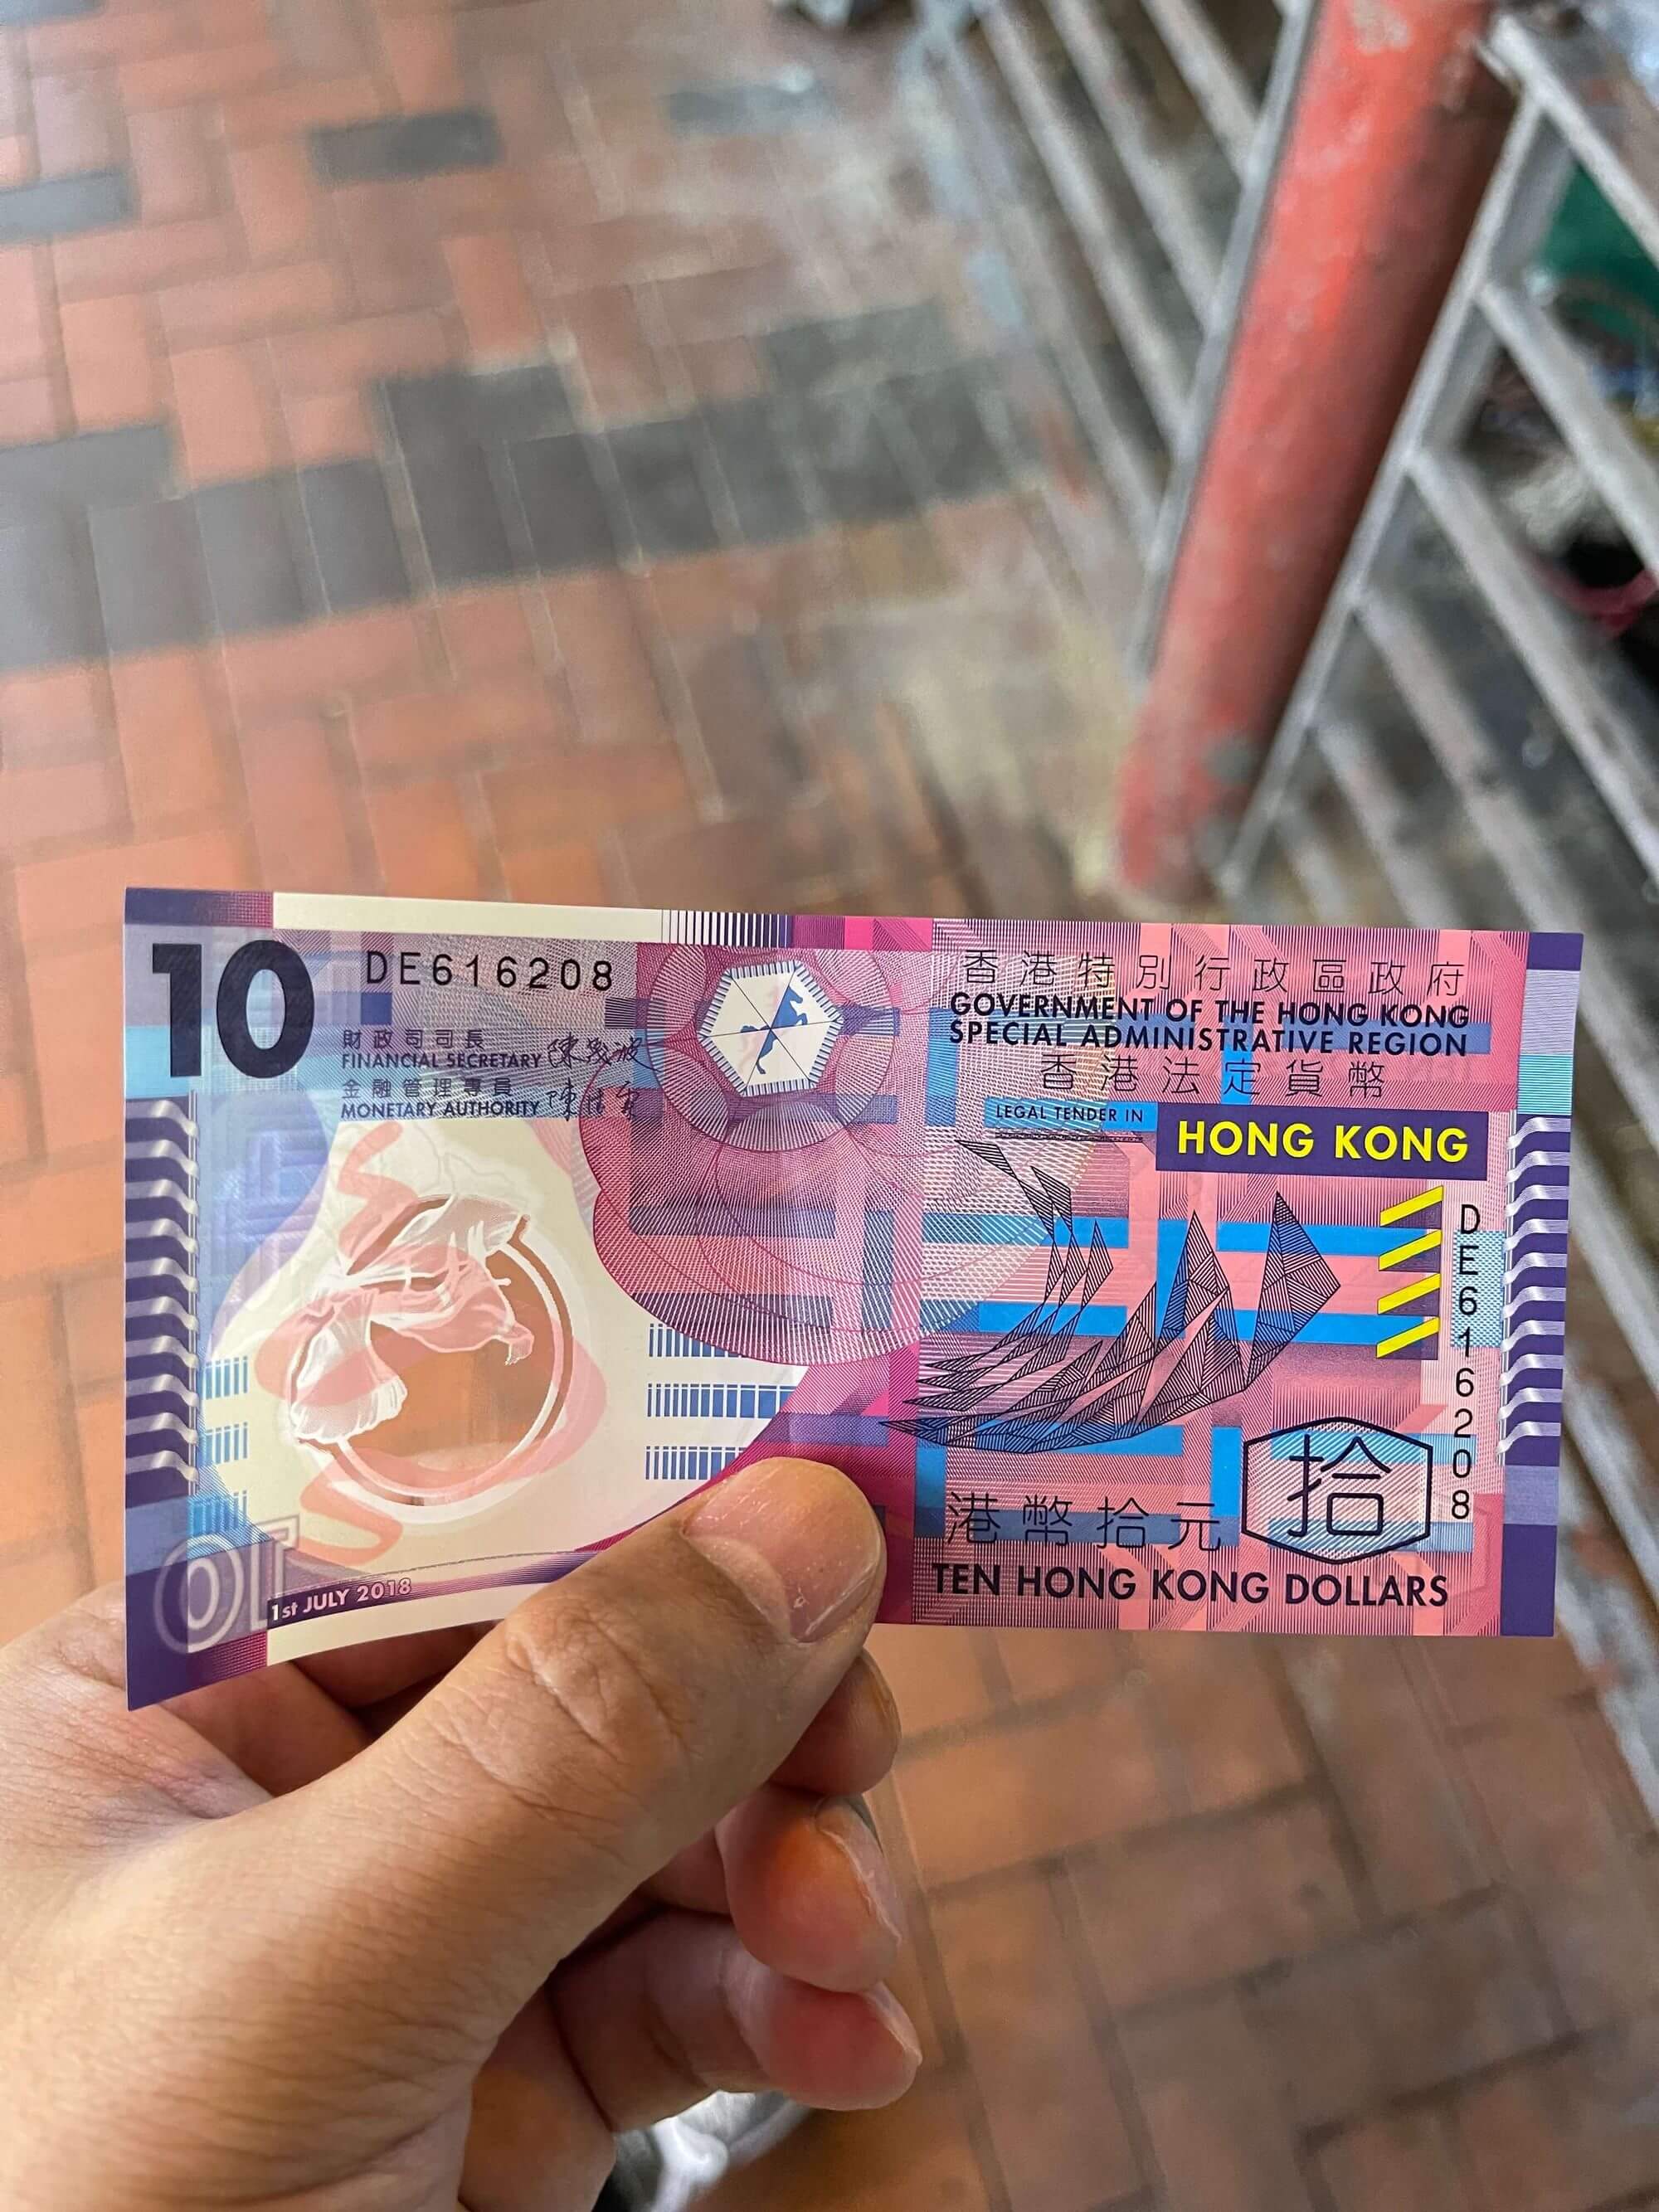 10
DE616208
財政司司長
FINANCIAL SECRETARY
金融管理專員
MONETARY AUTHORITY
香港特別行政區政府
GOVERNMENT OF THE HONG KONG
SPECIAL ADMINISTRATIVE REGION
香港法定貨幣
LEGAL TENDER IN
HONG KONG
DE616208
拾
港幣拾元
TEN HONG KONG DOLLARS
10
1st JULY 2018